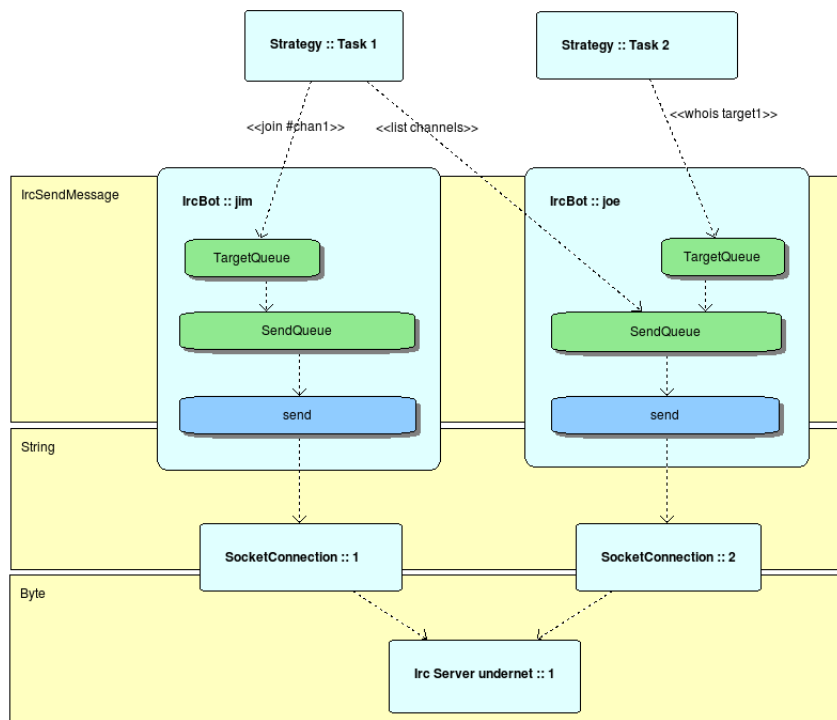 Strategy :: Task 1
Strategy :: Task 2
<<join #chan1>>
<<list channels>>
<<whois target1>>
IrcSendMessage
IrcBot :: jim
IrcBot :: joe
TargetQueue
TargetQueue
SendQueue
SendQueue
send
send
String
SocketConnection :: 1
SocketConnection :: 2
Byte
Irc Server undernet :: 1